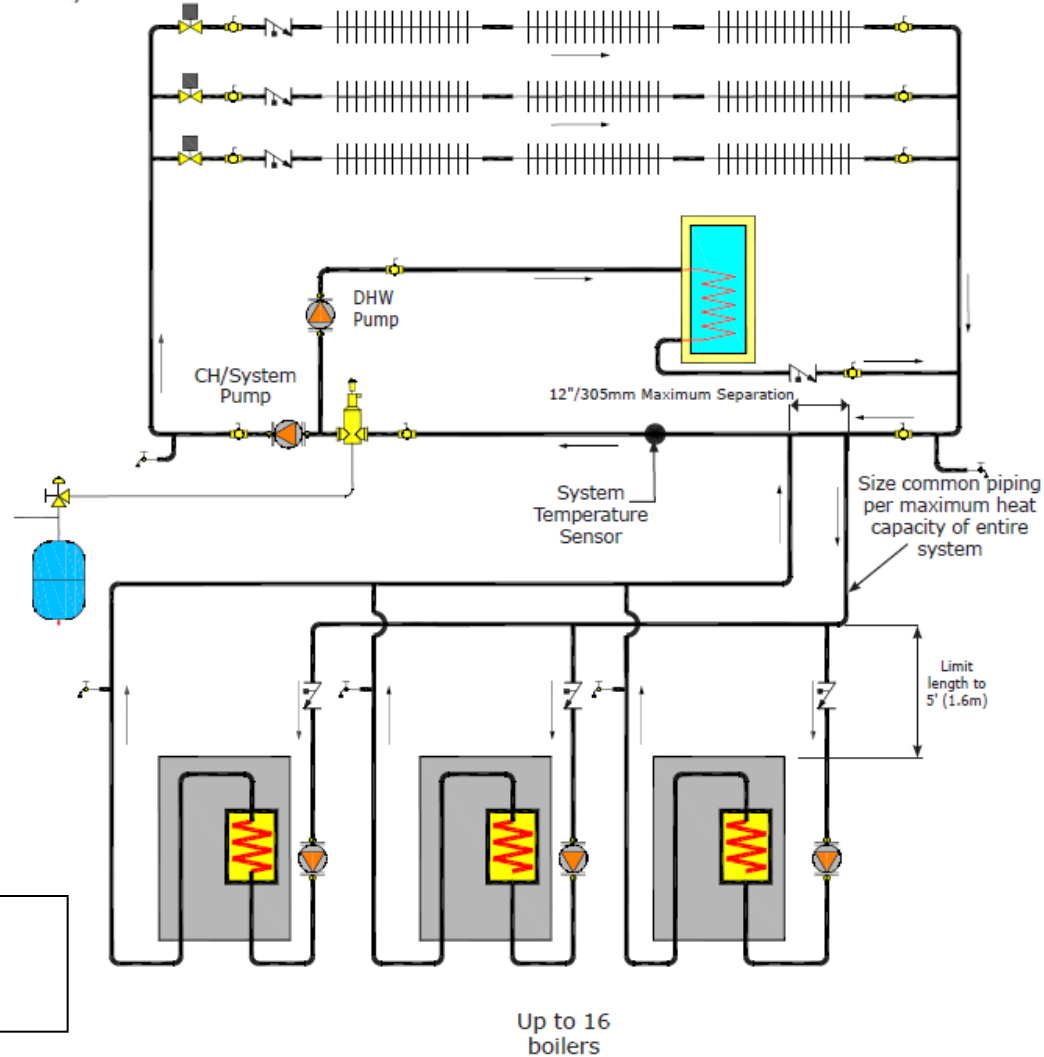 DHW
Pump
CH/System
Pump
12"/305mm Maximum Separation
System
Temperature
Sensor
Size common piping
per maximum heat
capacity of entire
system
Limit
length to
5' (1.6m)
Up to 16
boilers